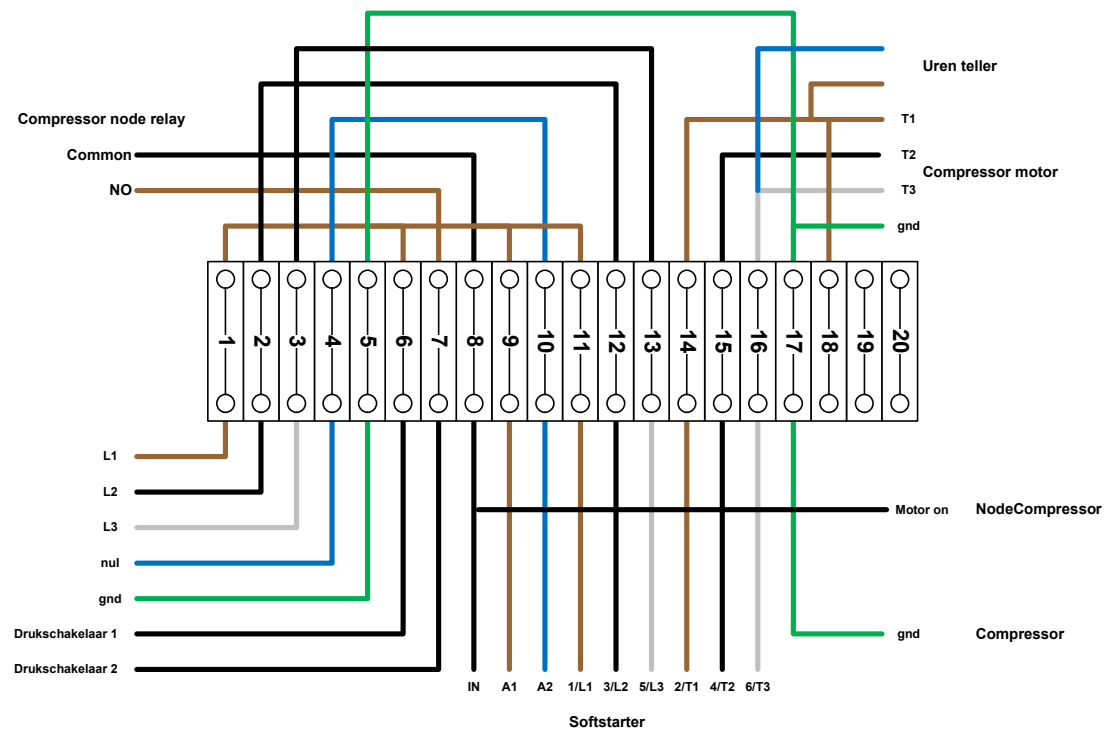 Uren teller
Compressor node relay
T1
Common
T2
Compressor motor
NO
T3
gnd
1 2 3 4 5 6 7 8 9 10 11 12 13 14 15 16 17 18 19 20
L1
L2
Motor on NodeCompressor
L3
nul
gnd
Drukschakelaar 1
gnd Compressor
Drukschakelaar 2
IN A1 A2 1/L1 3/L2 5/L3 2/T1 4/T2 6/T3
Softstarter